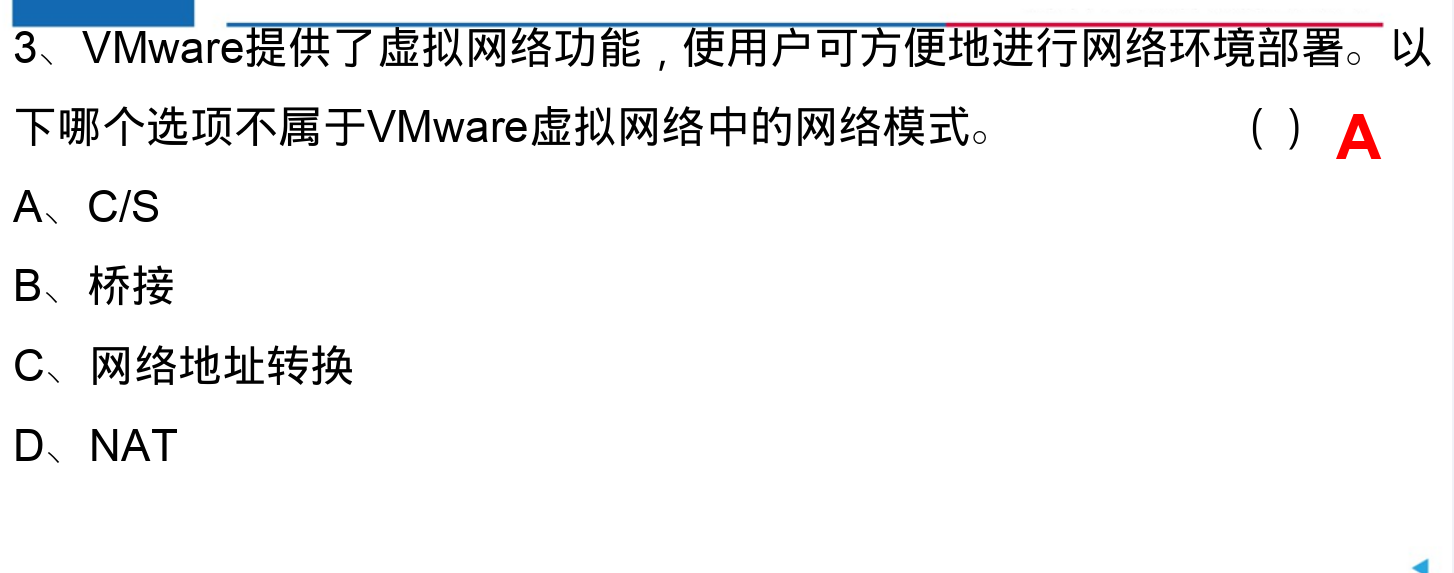 3、VMware提供了虚拟网络功能，使用户可方便地进行网络环境部署。以
下哪个选项不属于VMware虚拟网络中的网络模式。 （ ） A
A、C/S
B、桥接
C、网络地址转换
D、NAT